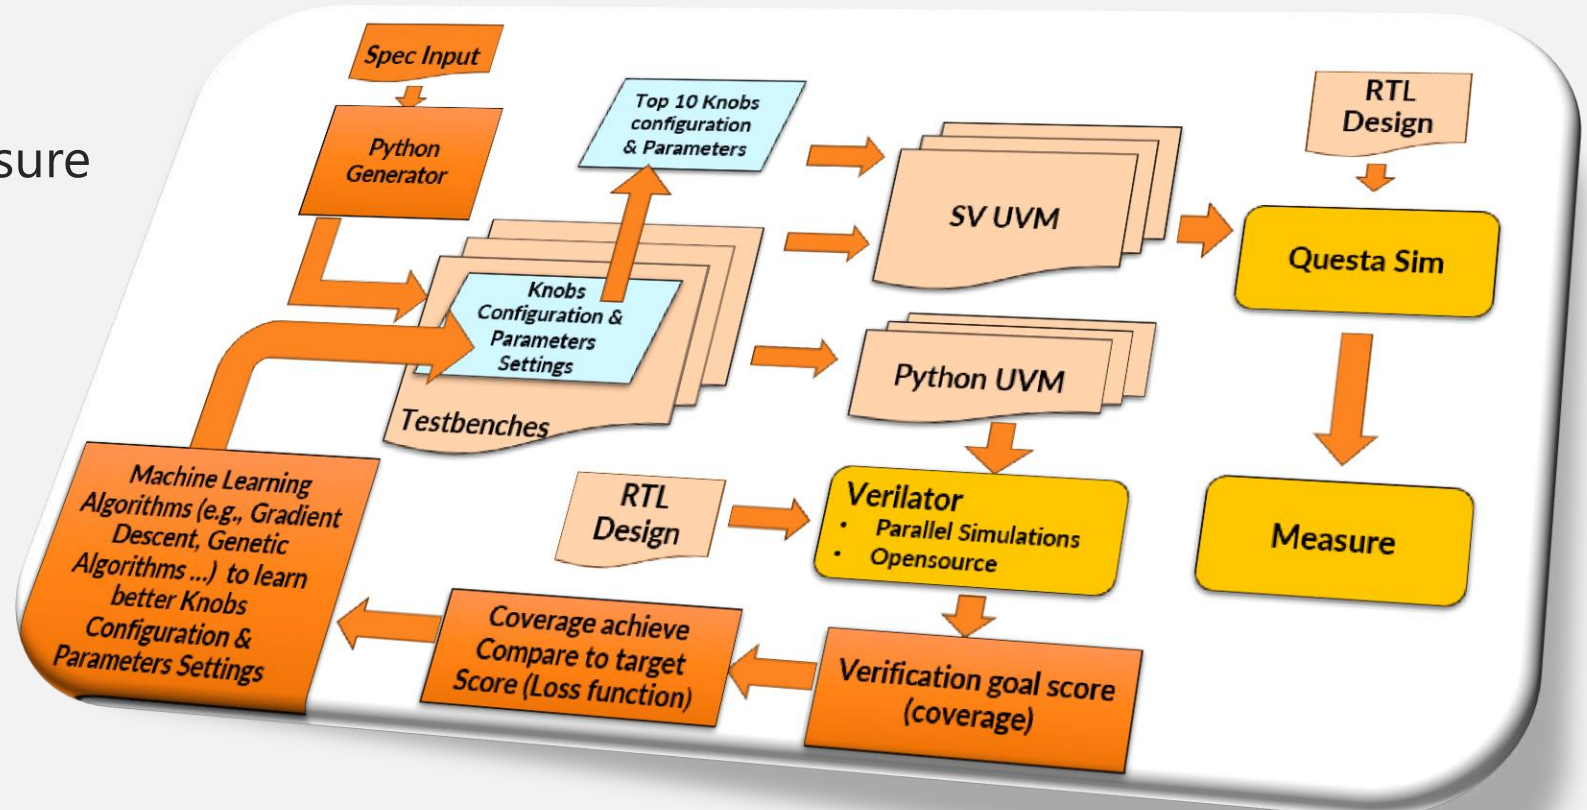 sure
Spec Input
Python
Generator
Top 10 Knobs
configuration
& Parameters
Knobs
Configuration &
Parameters
Settings
Testbenches
SV UVM
Python UVM
RTL
Design
Questa Sim
Measure
RTL
Design
Verilator
• Parallel Simulations
• Opensource
Verification goal score
(coverage)
Coverage achieve
Compare to target
Score (Loss function)
Machine Learning
Algorithms (e.g., Gradient
Descent, Genetic
Algorithms ...) to learn
better Knobs
Configuration &
Parameters Settings